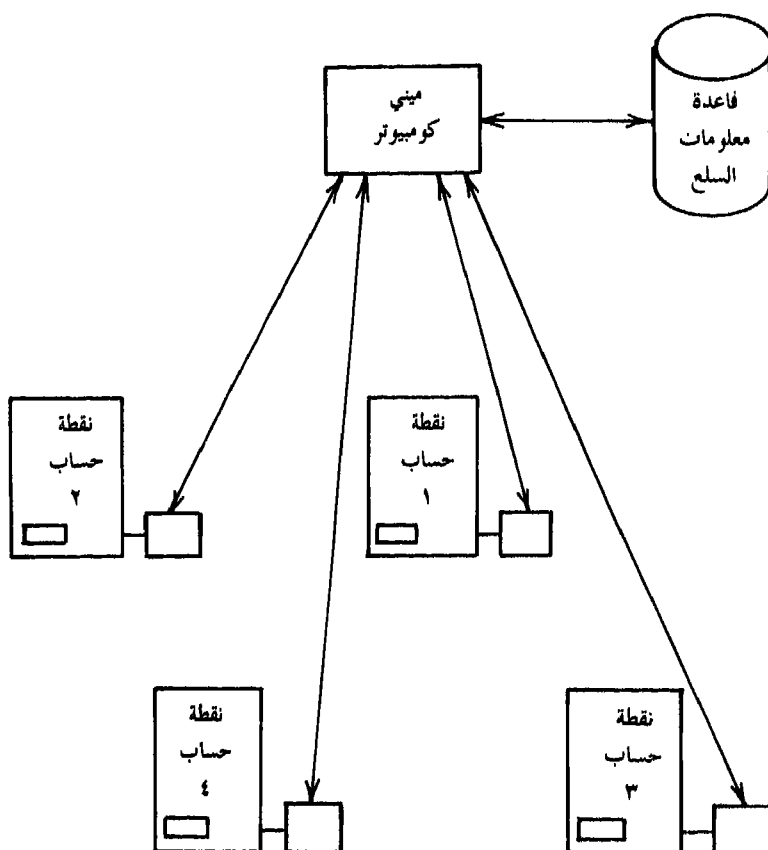 ميني
كومبيوتر
قاعدة
معلومات
السلع
نقطة
حساب
١
نقطة
حساب
٢
نقطة
حساب
٣
نقطة
حساب
٤